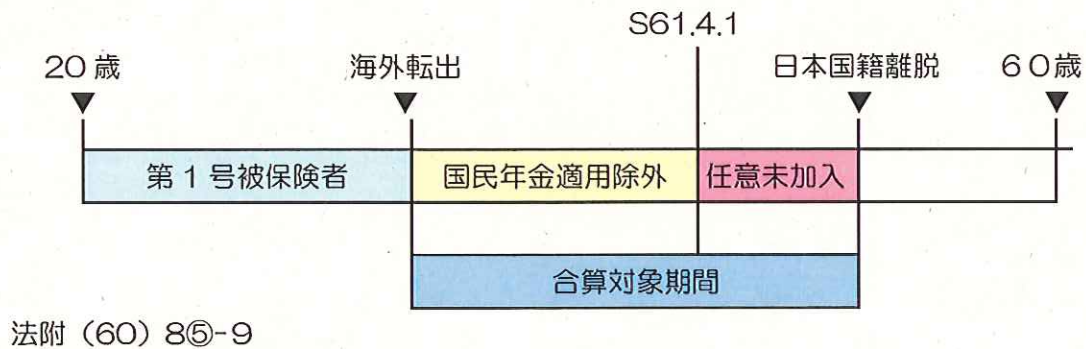 S61.4.1
20歳
海外転出
日本国籍離脱
60歳
第1号被保険者
国民年金適用除外
任意未加入
合算対象期間
法附（60）8⑤-9